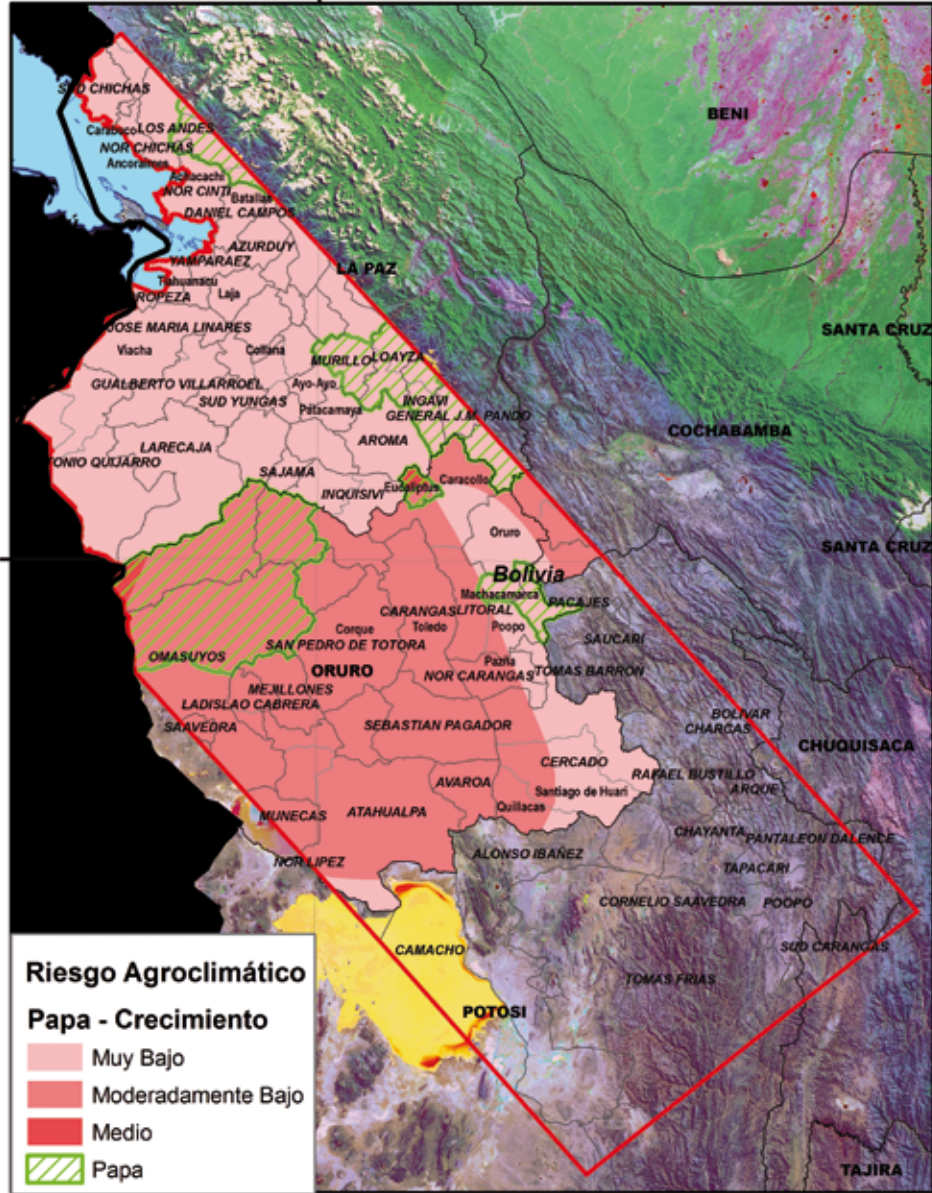 BENI
SUD CHICHAS
Carabuco
LOS ANDES
NOR CHICHAS
Ancoraimes
Achacachi
NOR CINTI
Batallas
DANIEL CAMPOS
AZURDUY
YAMPARAEZ
LA PAZ
Tiahuanacu
Laja
ROPEZA
SANTA CRUZ
JOSE MARIA LINARES
Viacha
Collana
MURILLO
LOAYZA
GUALBERTO VILLARROEL
Ayo-Ayo
SUD YUNGAS
Patacamaya
INGAVI
GENERAL J.M. PANDO
COCHABAMBA
AROMA
LARECAJA
TONIO QUIJARRO
SAJAMA
INQUISIVI
Eucaliptus
Caracollo
Oruro
SANTA CRUZ
Bolivia
Machacamarca
PACAJES
CARANGAS
LITORAL
Corque
Toledo
Poopo
SAUCARI
SAN PEDRO DE TOTORA
OMASUYOS
ORURO
Pazña
NOR CARANGAS
TOMAS BARRON
MEJILLONES
LADISLAO CABRERA
SAAVEDRA
SEBASTIAN PAGADOR
BOLIVAR
CHARCAS
CHUQUISACA
CERCADO
RAFAEL BUSTILLO
AVAROA
ARQUE
Santiago de Huari
Quillacas
MUNECAS
ATAHUALPA
CHAYANTA
PANTALEON DALENCE
ALONSO IBAÑEZ
NOR LIPEZ
TAPACARI
CORNELIO SAAVEDRA
POOPO
CAMACHO
SUD CARANGAS
TOMAS FRIAS
POTOSI
TAJIRA
Riesgo Agroclimático
Papa - Crecimiento
Muy Bajo
Moderadamente Bajo
Medio
Papa